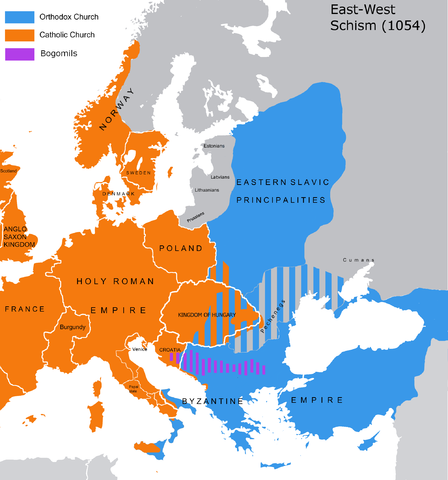 East-West
Schism (1054)
Orthodox Church
Catholic Church
Bogomils
NORWAY
Estonians
Scotland
SWEDEN
Latvians
EASTERN SLAVIC
DENMARK
Lithuanians
PRINCIPALITIES
Prussians
ANGLO
SAXON
KINGDOM
POLAND
Cumans
HOLY ROMAN
FRANCE
EMPIRE
KINGDOM OF HUNGARY
Pechenegs
Burgundy
Venice
CROATIA
Papal
BYZANTINE
EMPIRE